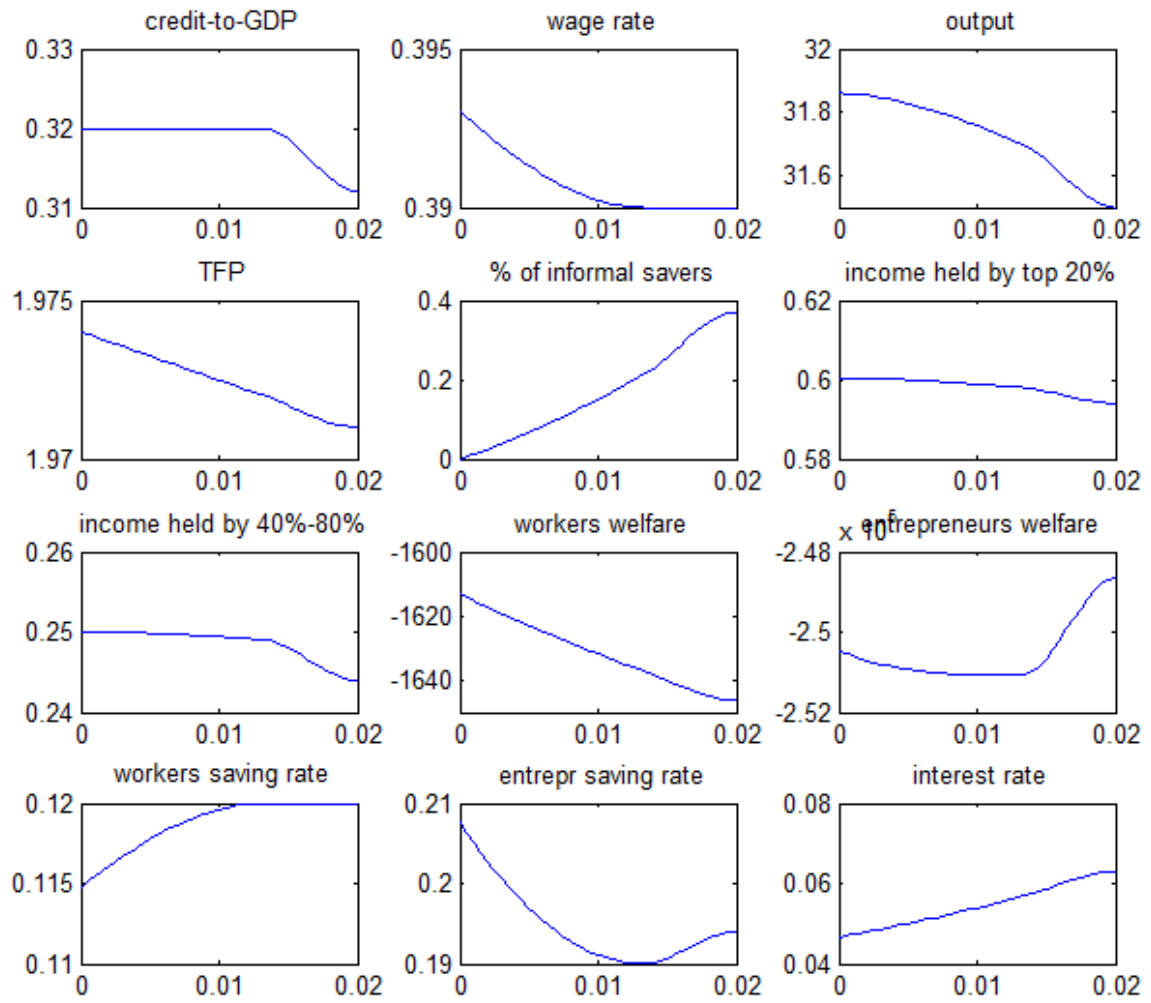 credit-to-GDP
0.33
0.32
0.31
0 0.01 0.02
wage rate
0.395
0.39
0 0.01 0.02
output
32
31.8
31.6
0 0.01 0.02
TFP
1.975
1.97
0 0.01 0.02
% of informal savers
0.4
0.2
0
0 0.01 0.02
income held by top 20%
0.62
0.6
0.58
0 0.01 0.02
income held by 40%-80%
0.26
0.25
0.24
0 0.01 0.02
workers welfare
-1600
-1620
-1640
0 0.01 0.02
entrepreneurs welfare
x 10
-2.48
-2.5
-2.52
0 0.01 0.02
workers saving rate
0.12
0.115
0.11
0 0.01 0.02
entrepr saving rate
0.21
0.2
0.19
0 0.01 0.02
interest rate
0.08
0.06
0.04
0 0.01 0.02